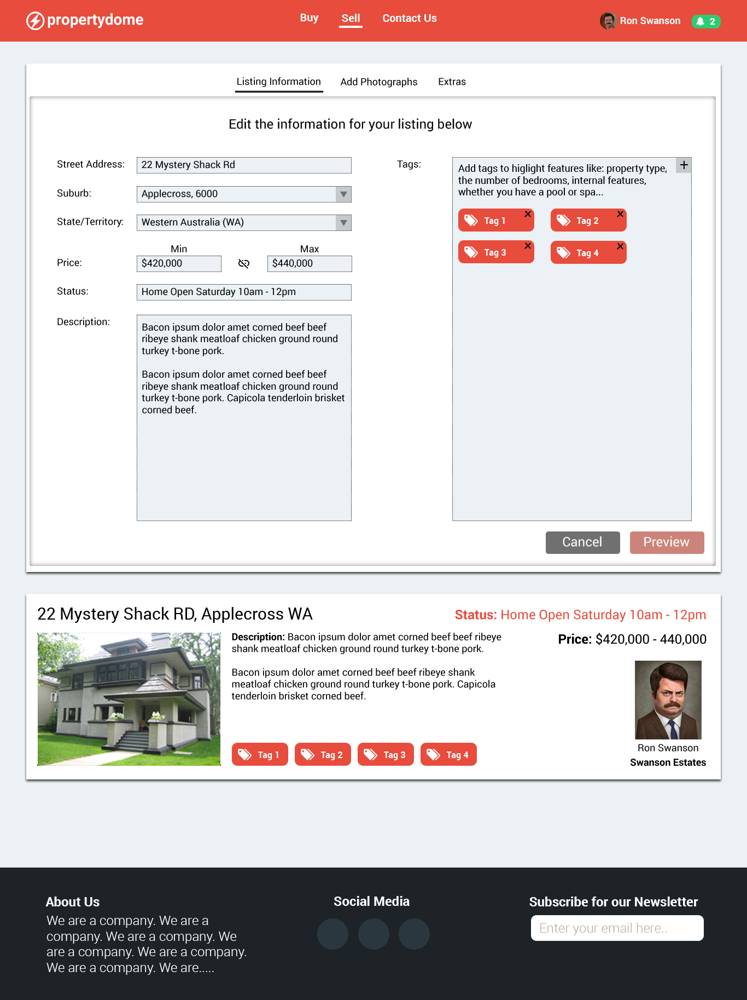 propertydome
Buy
Sell
Contact Us
Ron Swanson
2
Listing Information
Add Photographs
Extras
Edit the information for your listing below
Street Address:
22 Mystery Shack Rd
Suburb:
Applecross, 6000
State/Territory:
Western Australia (WA)
Min
Max
Price:
$420,000
$440,000
Status:
Home Open Saturday 10am - 12pm
Description:
Bacon ipsum dolor amet corned beef beef
ribeye shank meatloaf chicken ground round
turkey t-bone pork.
Bacon ipsum dolor amet corned beef beef
ribeye shank meatloaf chicken ground round
turkey t-bone pork. Capicola tenderloin brisket
corned beef.
Tags:
Add tags to higlight features like: property type,
the number of bedrooms, internal features,
whether you have a pool or spa...
Tag 1
Tag 2
Tag 3
Tag 4
Cancel
Preview
22 Mystery Shack RD, Applecross WA
Status: Home Open Saturday 10am - 12pm
Description: Bacon ipsum dolor amet corned beef beef ribeye
shank meatloaf chicken ground round turkey t-bone pork.
Bacon ipsum dolor amet corned beef beef ribeye shank
meatloaf chicken ground round turkey t-bone pork. Capicola
tenderloin brisket corned beef.
Price: $420,000 - 440,000
Tag 1
Tag 2
Tag 3
Tag 4
Ron Swanson
Swanson Estates
About Us
We are a company. We are a
company. We are a company. We
are a company. We are a company.
We are a company. We are.....
Social Media
Subscribe for our Newsletter
Enter your email here..